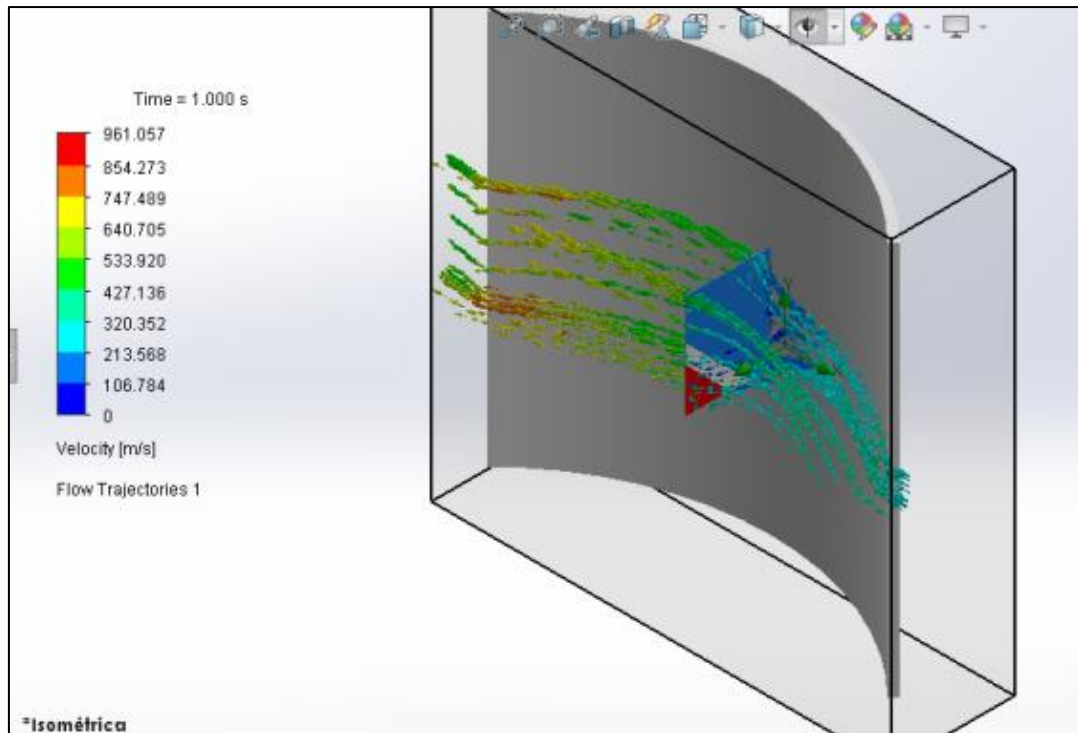 Time = 1.000 s
961.057
854.273
747.489
640.705
533.920
427.136
320.352
213.568
106.784
0
Velocity [m/s]
Flow Trajectories 1
*Isométrica